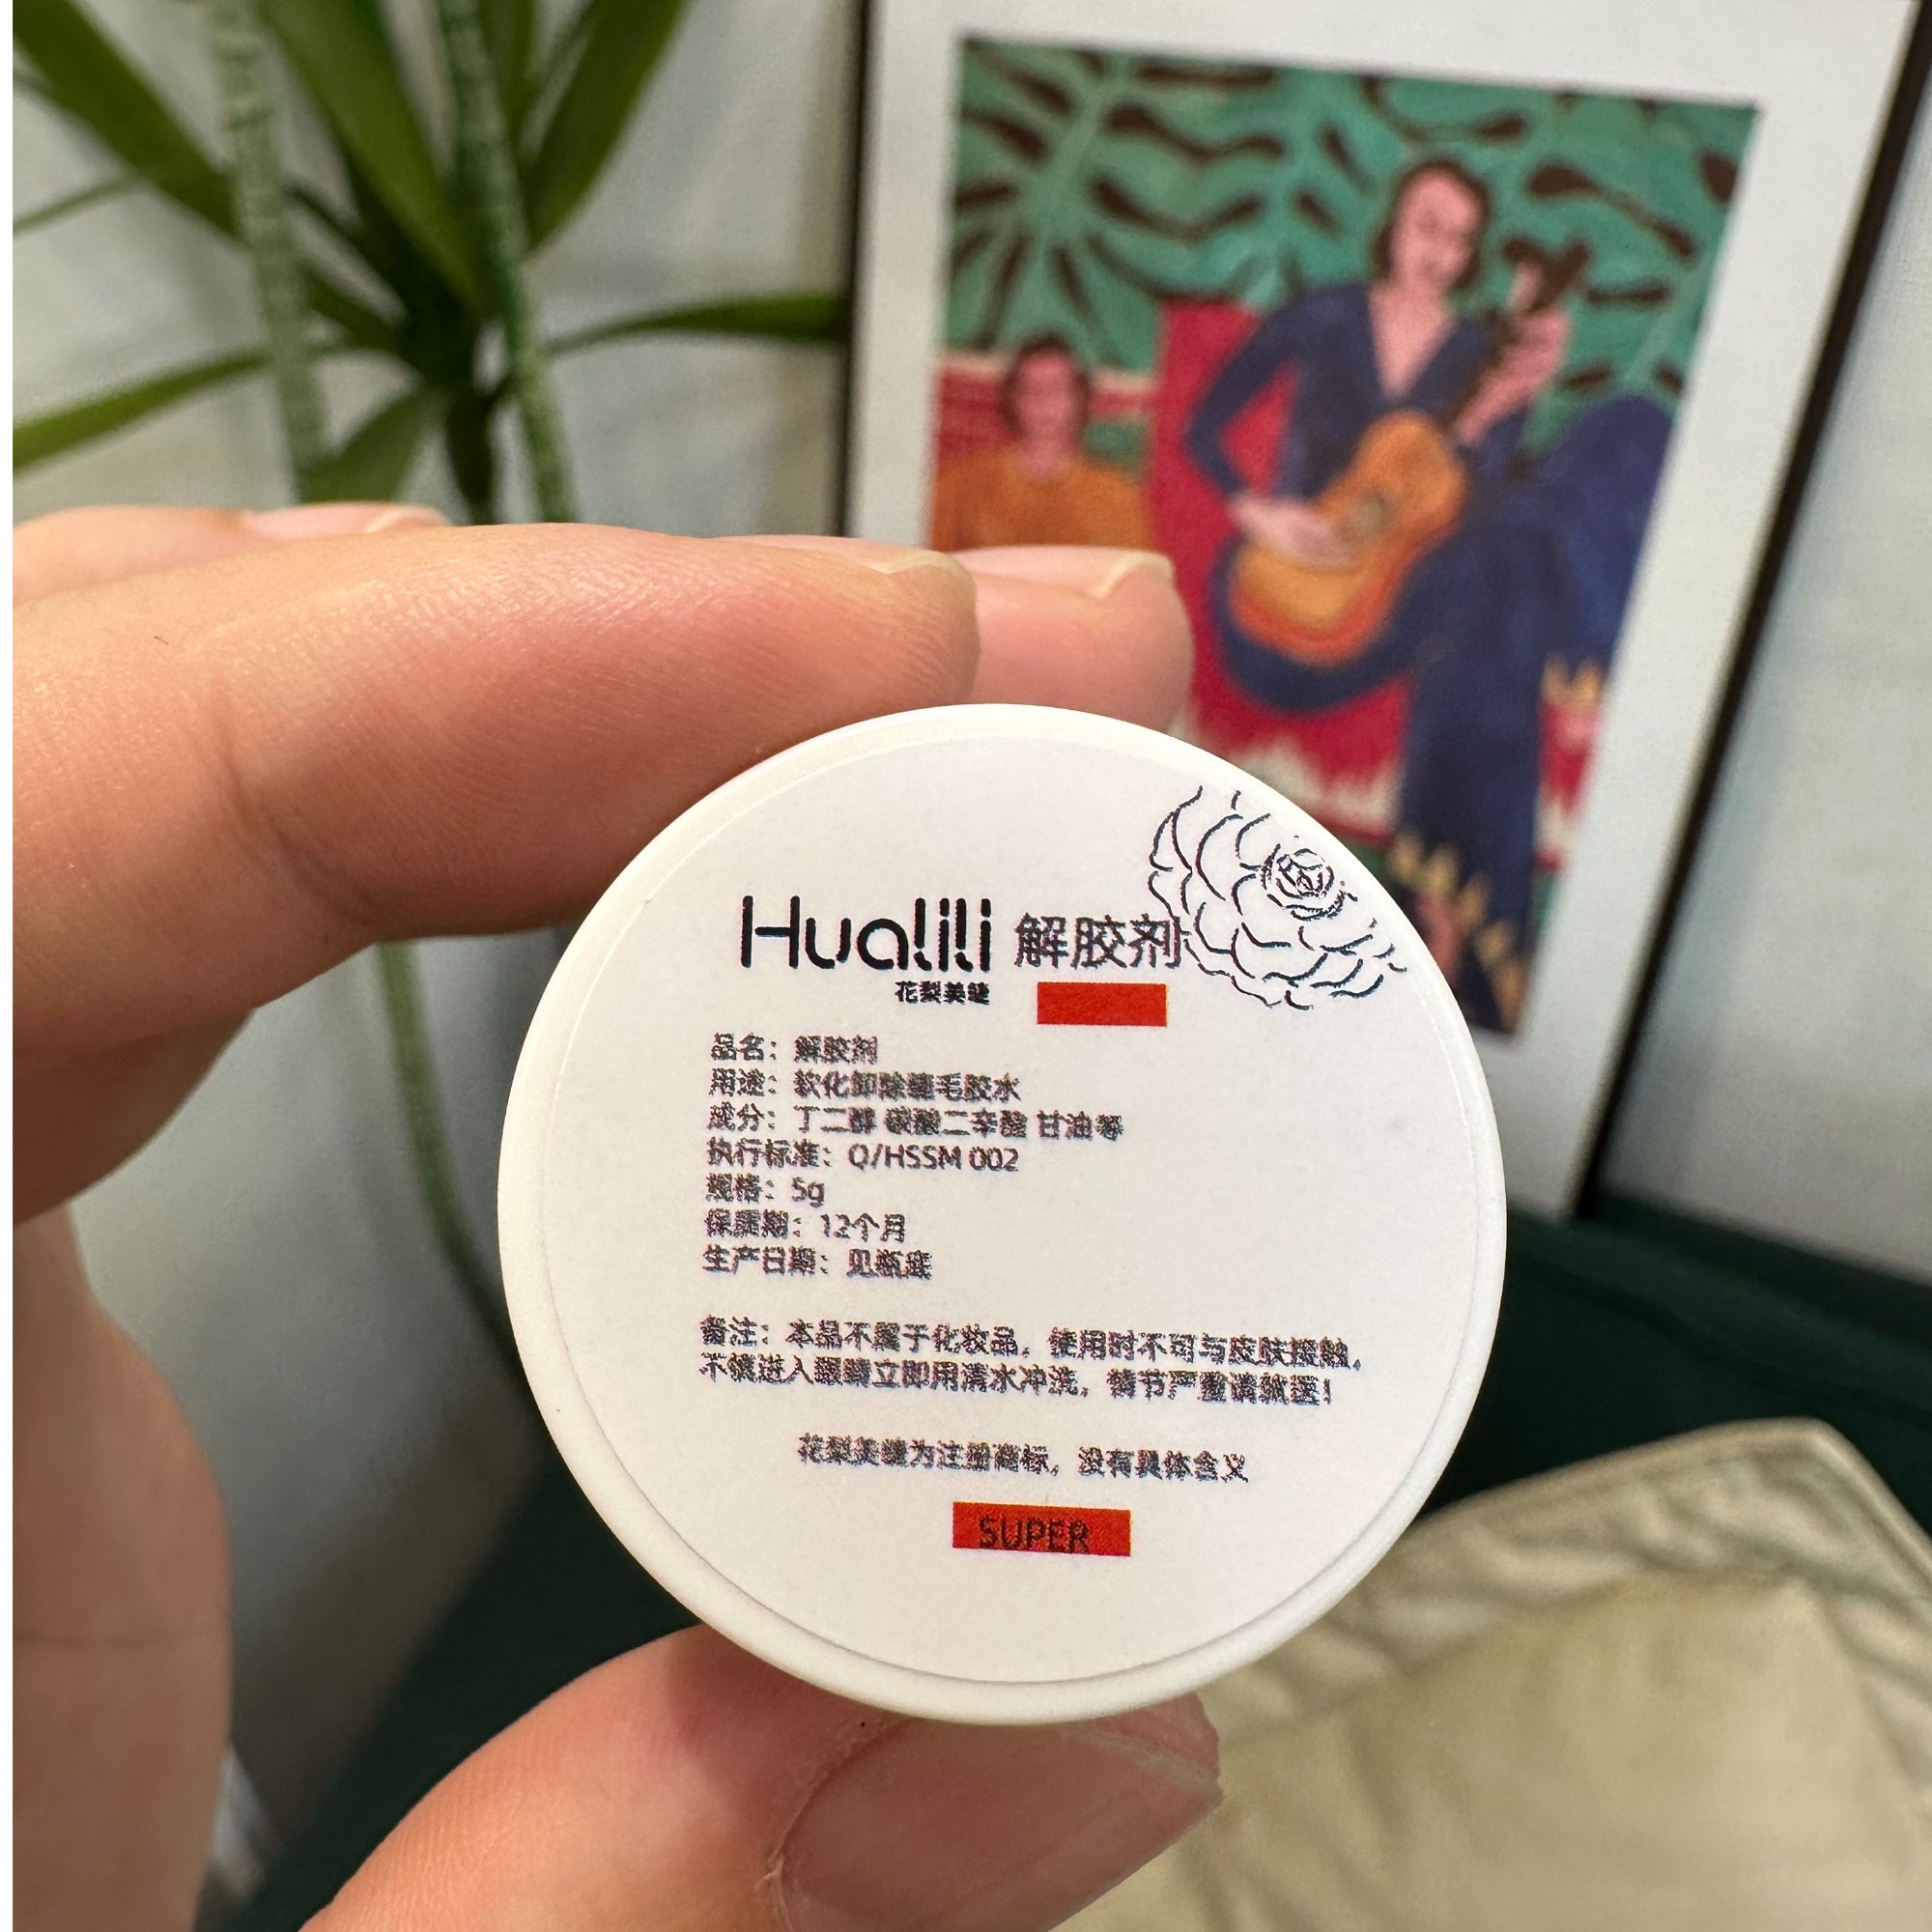 Hualili 解胶剂
花梨美睫
品名：解胶剂
用途：软化卸除睫毛胶水
成分：丁二醇 碳酸二辛酯 甘油等
执行标准：Q/HSSM 002
规格：5g
保质期：12个月
生产日期：见瓶底
备注：本品不属于化妆品，使用时不可与皮肤接触，
不慎进入眼睛立即用清水冲洗，情节严重请就医！
花梨美睫为注册商标，没有具体含义
SUPER